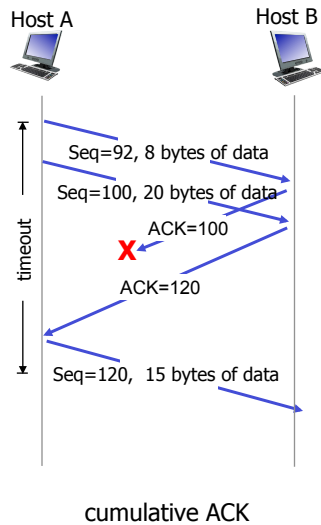 Host A
Host B
Seq=92, 8 bytes of data
Seq=100, 20 bytes of data
ACK=100
X
timeout
ACK=120
Seq=120,  15 bytes of data
cumulative ACK